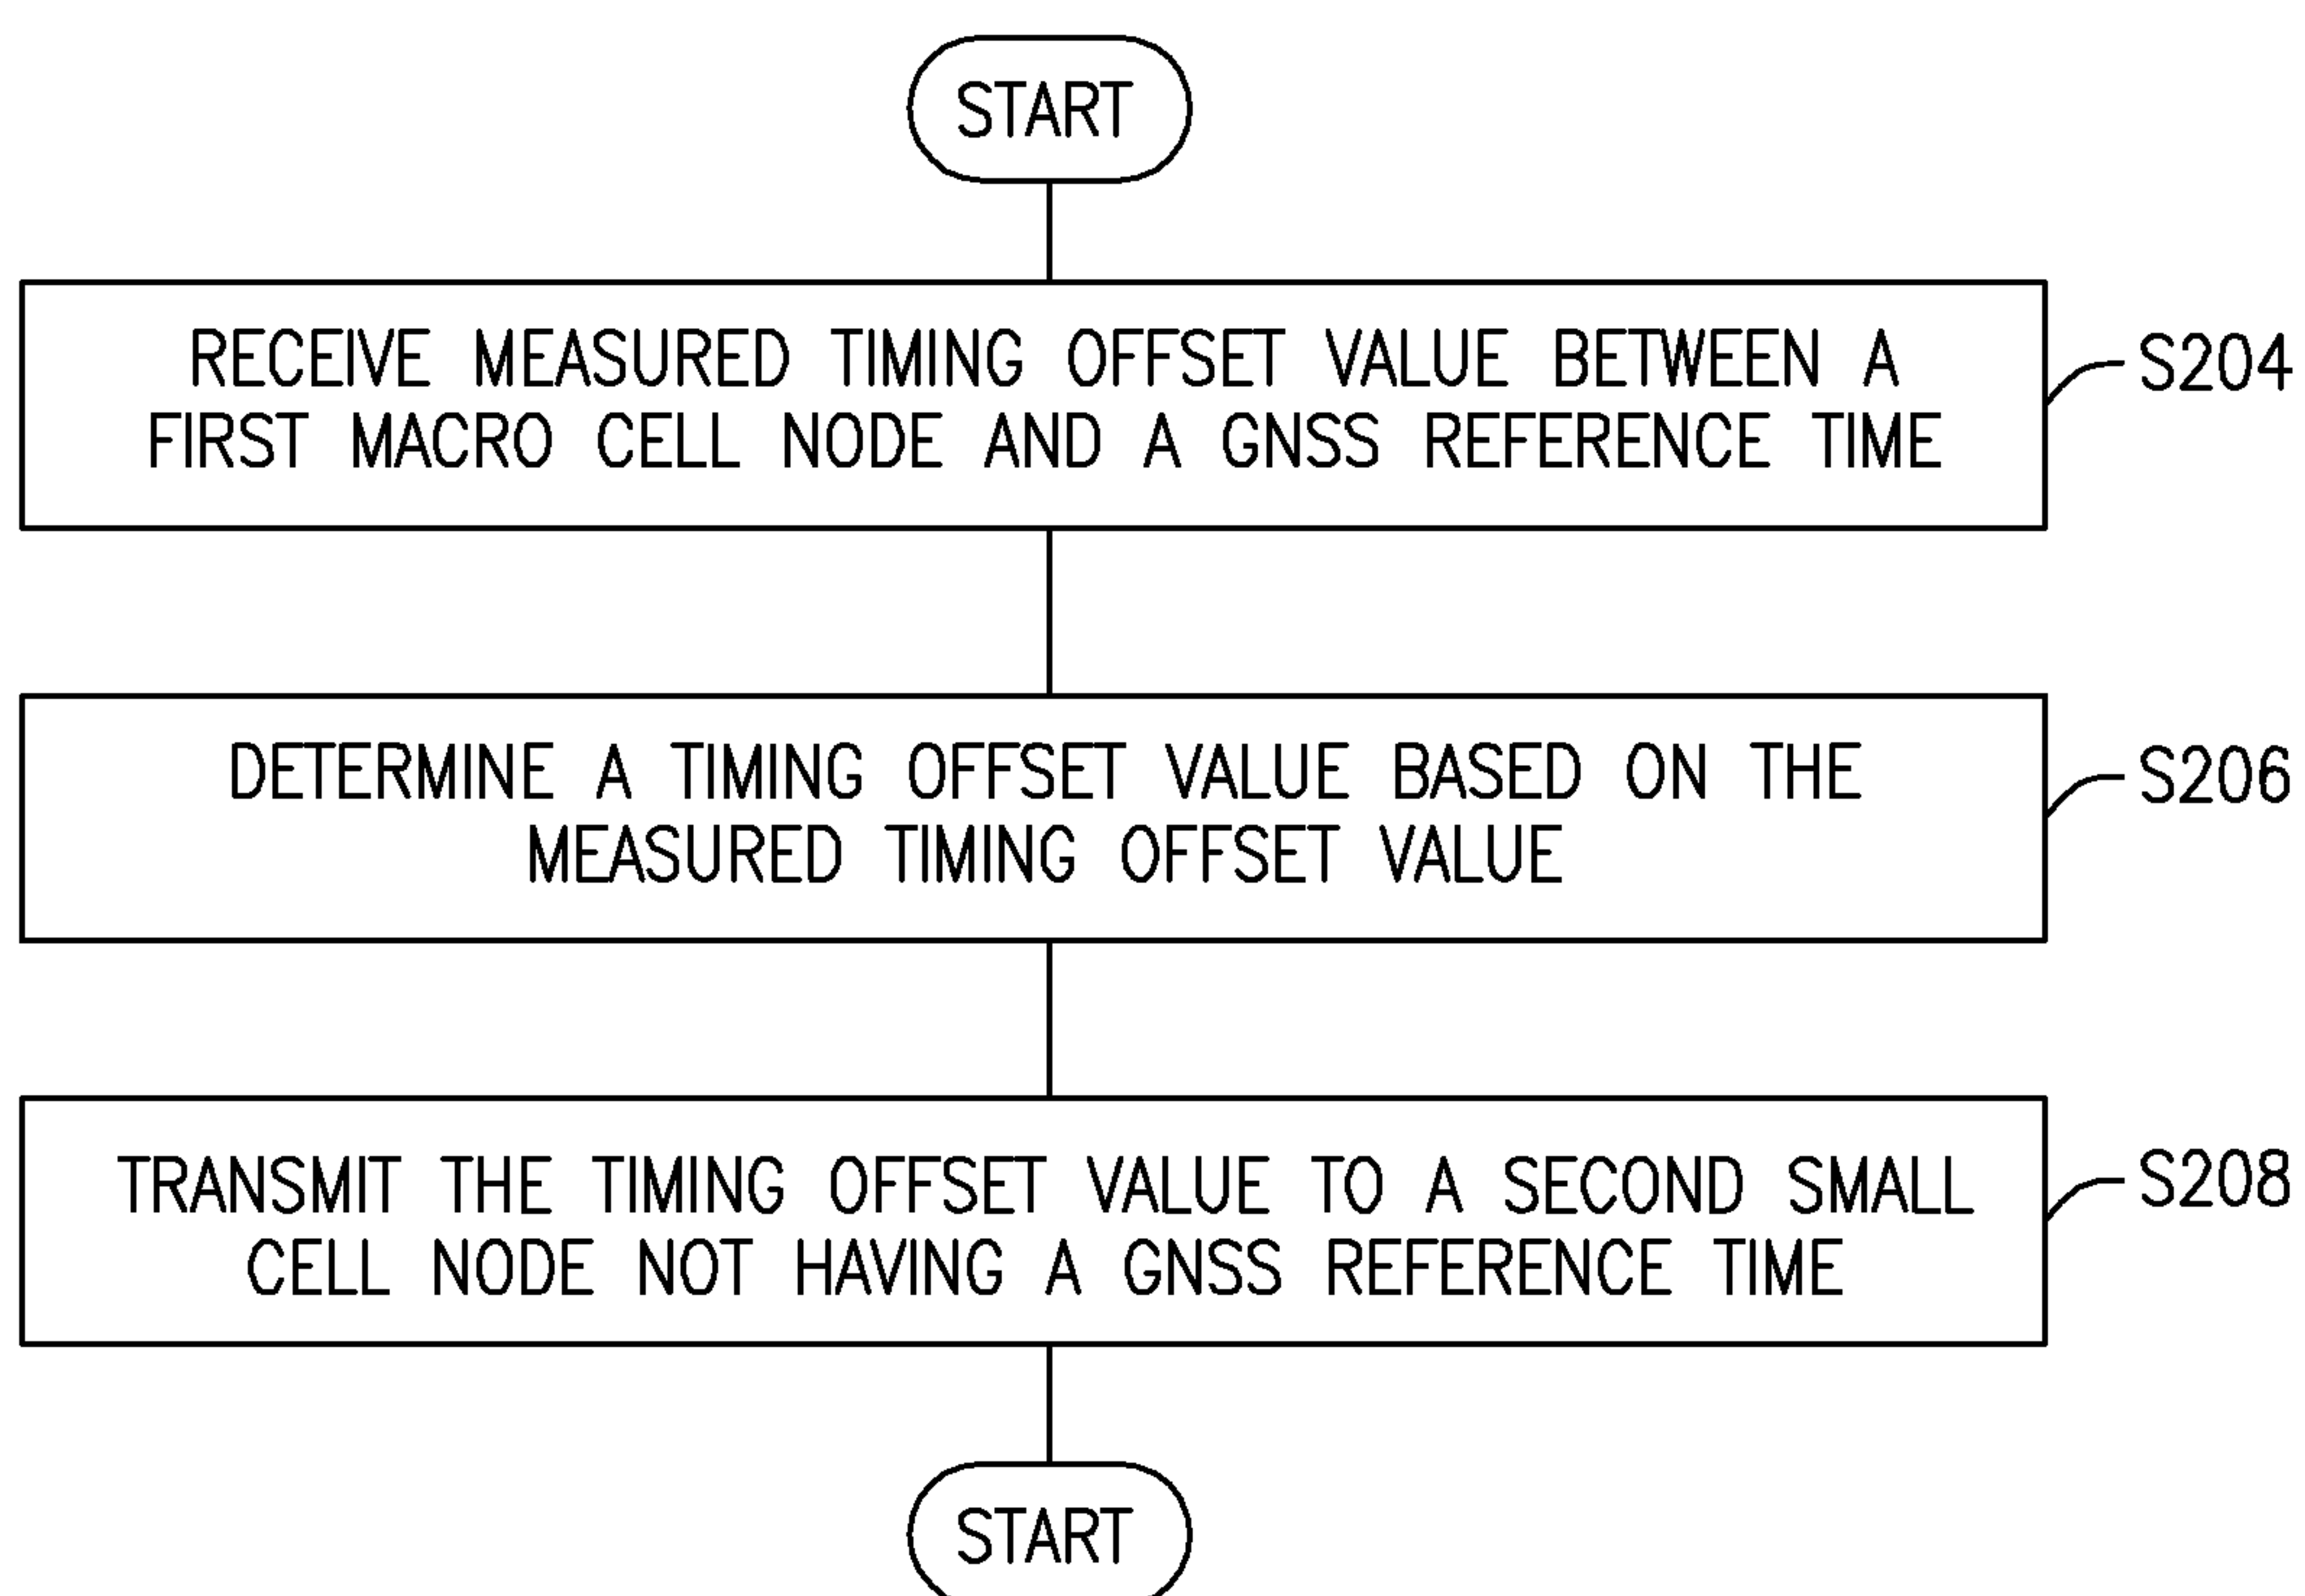 START
RECEIVE MEASURED TIMING OFFSET VALUE BETWEEN A
FIRST MACRO CELL NODE AND A GNSS REFERENCE TIME
S204
DETERMINE A TIMING OFFSET VALUE BASED ON THE
MEASURED TIMING OFFSET VALUE
S206
TRANSMIT THE TIMING OFFSET VALUE TO A SECOND SMALL
CELL NODE NOT HAVING A GNSS REFERENCE TIME
S208
START